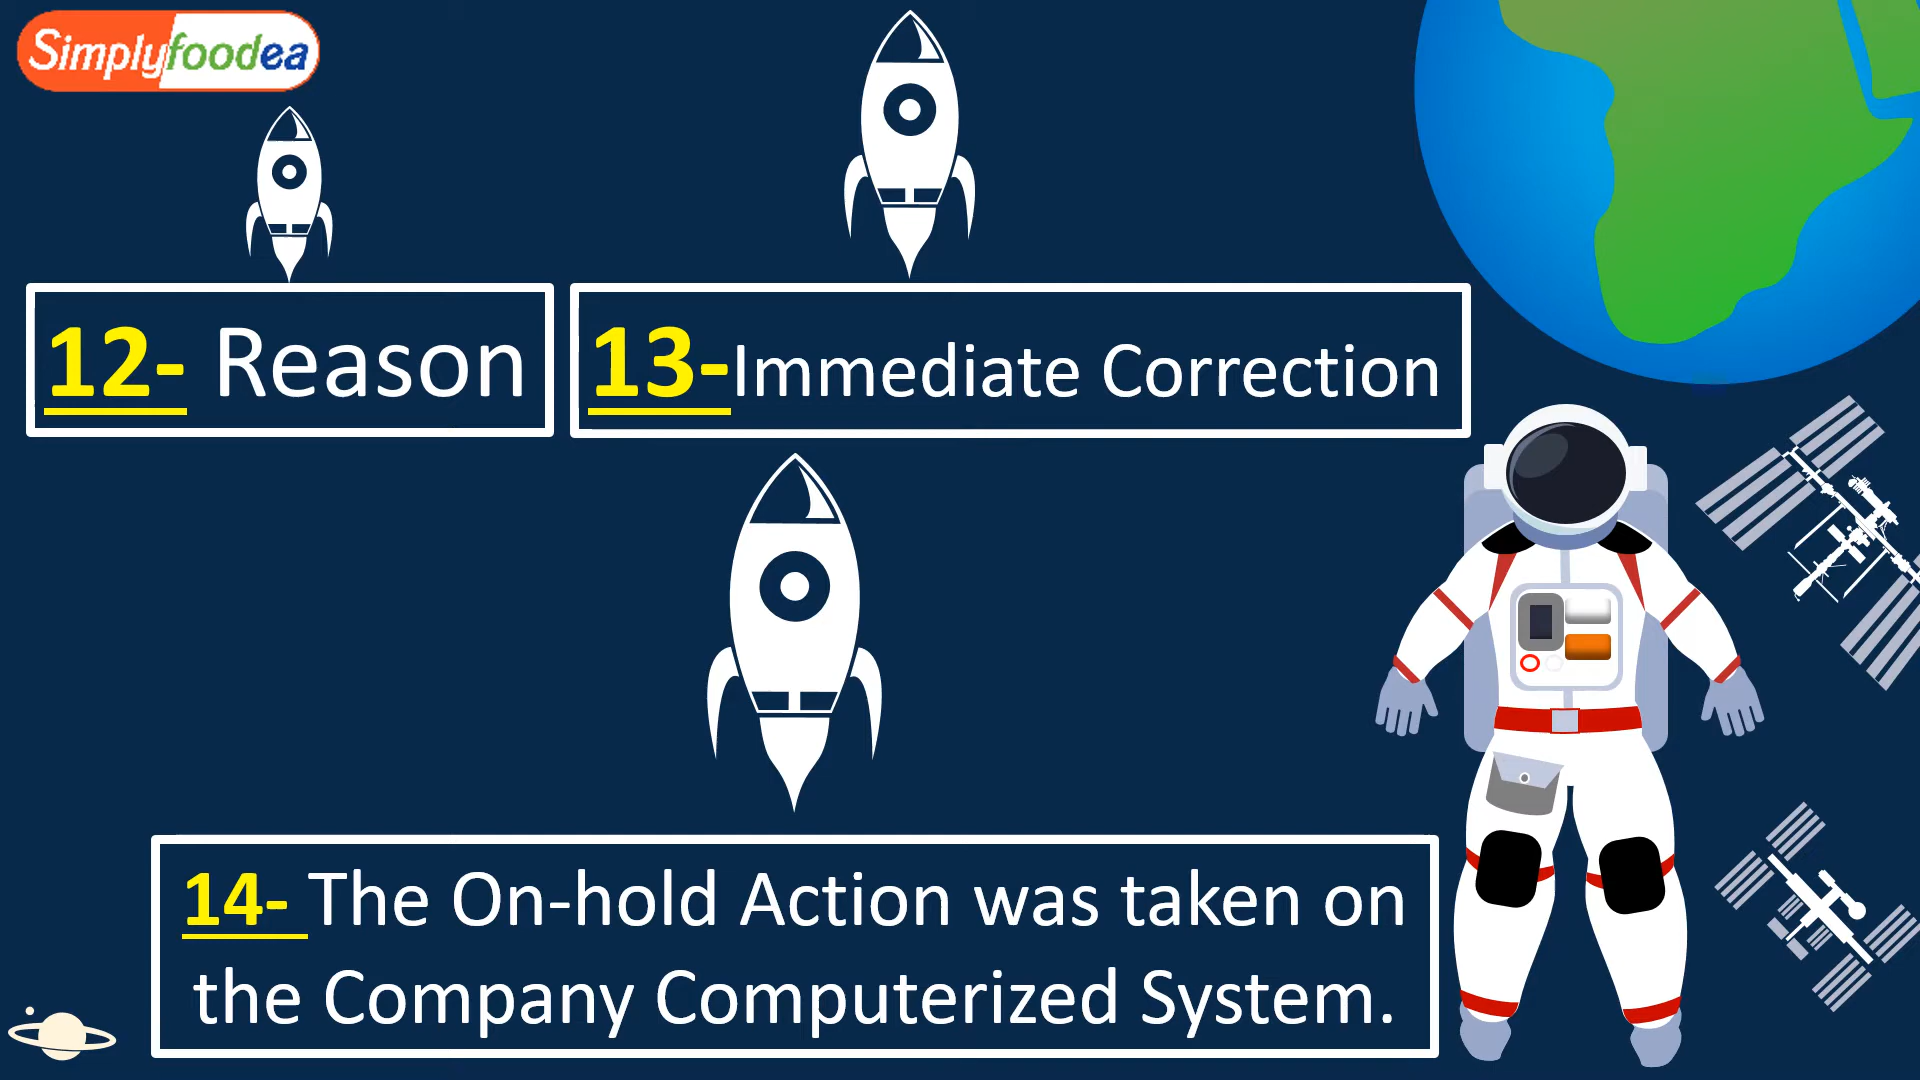 Simplyfoodea
12- Reason
13-Immediate Correction
14- The On-hold Action was taken on
the Company Computerized System.